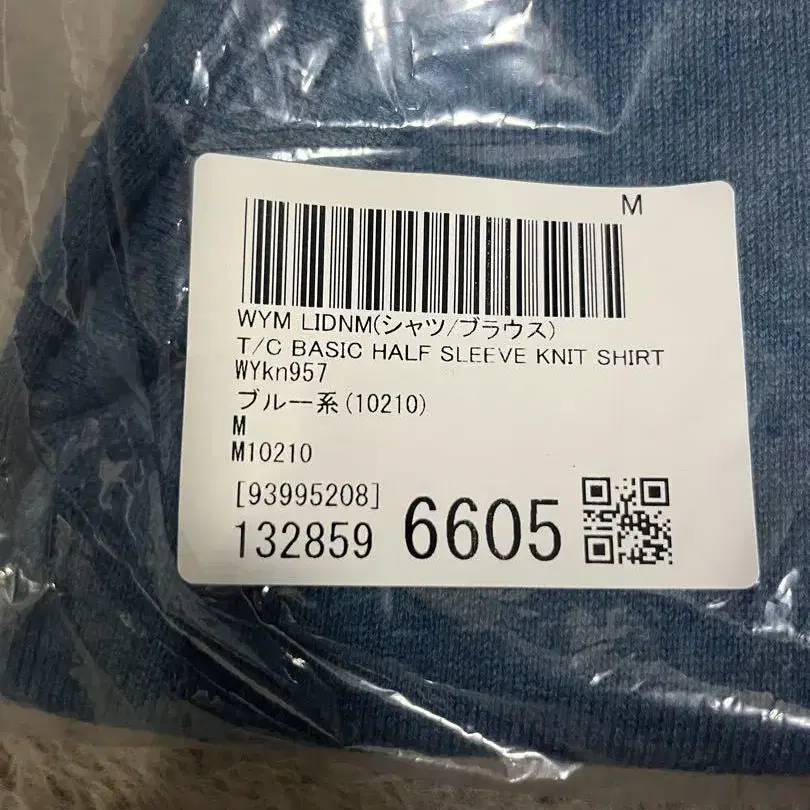 M
WYM LIDNM(シャツ/ブラウス)
T/C BASIC HALF SLEEVE KNIT SHIRT
WYkn957
ブルー系(10210)
M
M10210
[93995208]
132859 6605